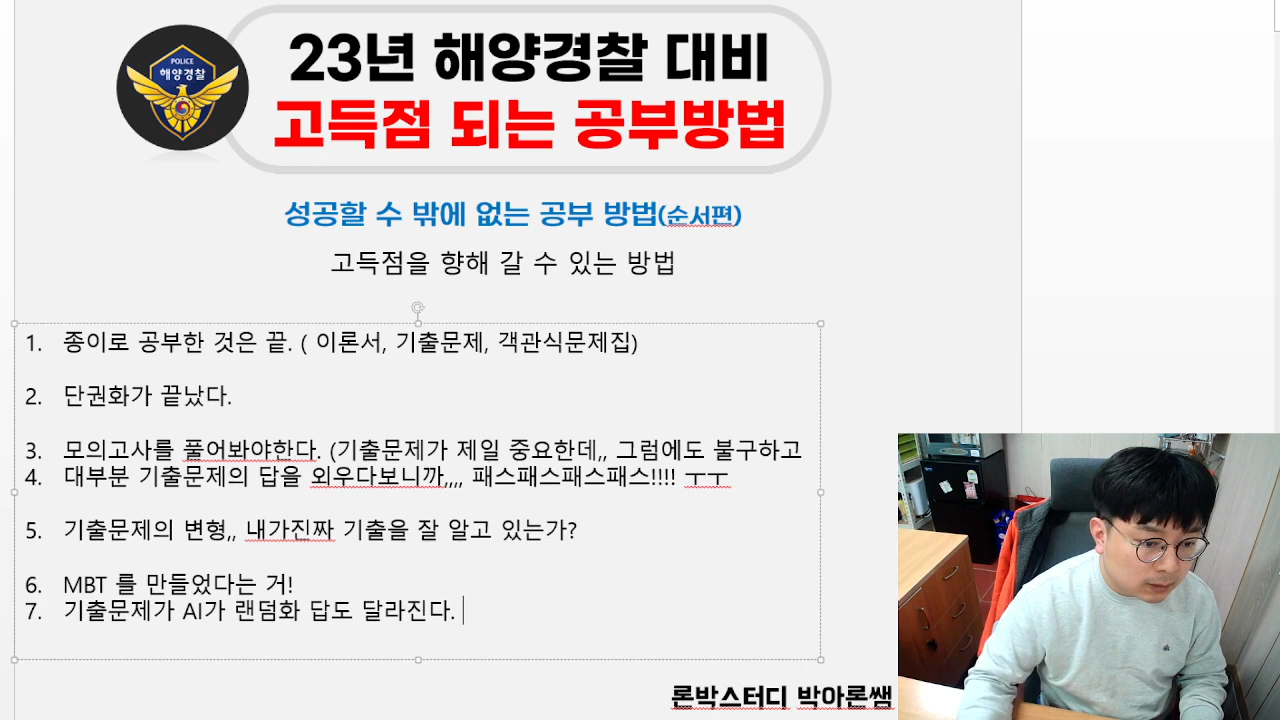 23년 해양경찰 대비
POLICE
해양경찰
고득점 되는 공부방법
성공할 수 밖에 없는 공부 방법(순서편)
고득점을 향해 갈 수 있는 방법
1. 종이로 공부한 것은 끝. ( 이론서, 기출문제, 객관식문제집)
2. 단권화가 끝났다.
3. 모의고사를 풀어봐야한다. (기출문제가 제일 중요한데,, 그럼에도 불구하고
4. 대부분 기출문제의 답을 외우다보니까,,,, 패스패스패스패스!!!! ㅜㅜ
5. 기출문제의 변형,, 내가진짜 기출을 잘 알고 있는가?
6. MBT 를 만들었다는 거!
7. 기출문제가 AI가 랜덤화 답도 달라진다.
론박스터디 박아론쌤